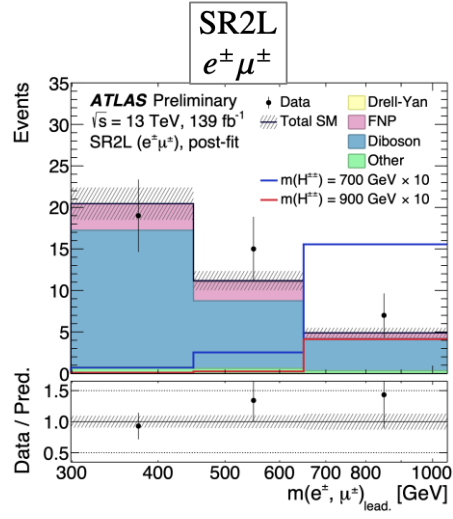 SR2L
e±μ±
Events
35
30
25
20
15
10
5
0
ATLAS Preliminary
√s = 13 TeV, 139 fb⁻¹
SR2L (e±μ±), post-fit
Data
Total SM
Drell-Yan
FNP
Diboson
Other
m(H±±) = 700 GeV × 10
m(H±±) = 900 GeV × 10
Data / Pred.
1.5
1.0
0.5
300 400 500 600 700 800 1000
m(e±, μ±)lead. [GeV]